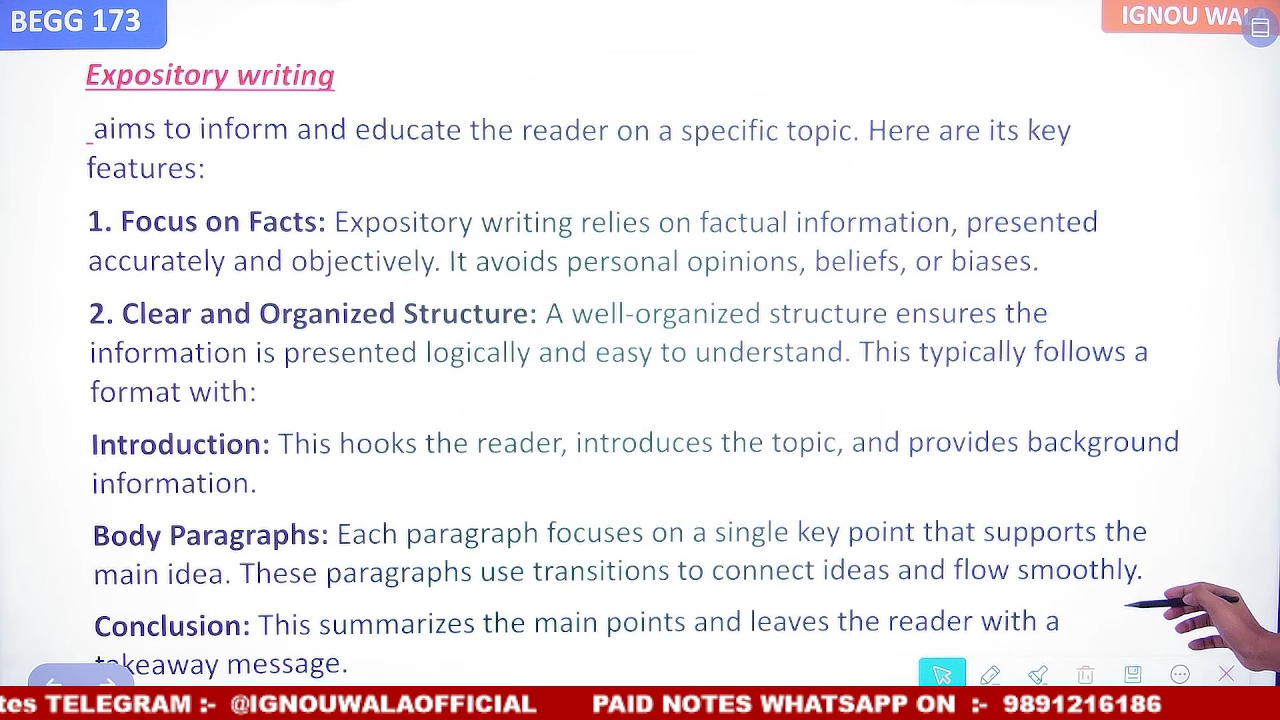 BEGG 173
IGNOU WALA
Expository writing
aims to inform and educate the reader on a specific topic. Here are its key
features:
1. Focus on Facts: Expository writing relies on factual information, presented
accurately and objectively. It avoids personal opinions, beliefs, or biases.
2. Clear and Organized Structure: A well-organized structure ensures the
information is presented logically and easy to understand. This typically follows a
format with:
Introduction: This hooks the reader, introduces the topic, and provides background
information.
Body Paragraphs: Each paragraph focuses on a single key point that supports the
main idea. These paragraphs use transitions to connect ideas and flow smoothly.
Conclusion: This summarizes the main points and leaves the reader with a
takeaway message.
tes TELEGRAM :- @IGNOUWALAOFFICIAL PAID NOTES WHATSAPP ON :- 9891216186